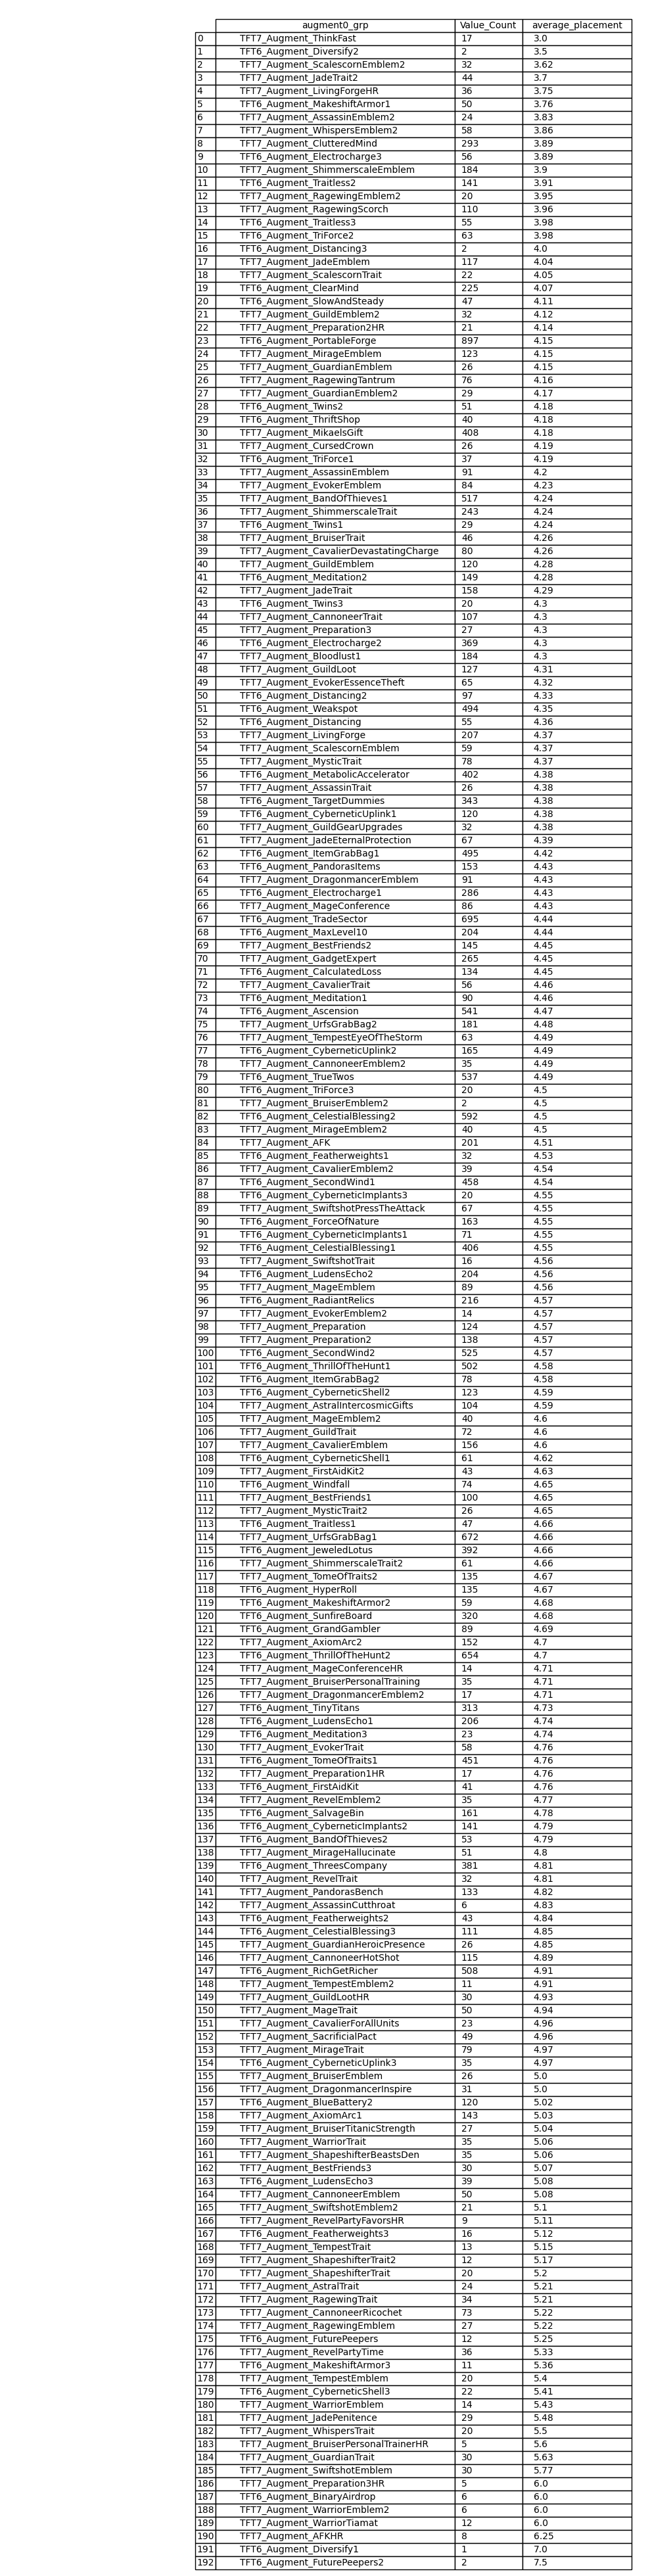 augment0_grp Value_Count average_placement
0 TFT7_Augment_ThinkFast 17 3.0
1 TFT6_Augment_Diversify2 2 3.5
2 TFT7_Augment_ScalescornEmblem2 32 3.62
3 TFT7_Augment_JadeTrait2 44 3.7
4 TFT7_Augment_LivingForgeHR 36 3.75
5 TFT6_Augment_MakeshiftArmor1 50 3.76
6 TFT7_Augment_AssassinEmblem2 24 3.83
7 TFT7_Augment_WhispersEmblem2 58 3.86
8 TFT7_Augment_ClutteredMind 293 3.89
9 TFT6_Augment_Electrocharge3 56 3.89
10 TFT7_Augment_ShimmerscaleEmblem 184 3.9
11 TFT6_Augment_Traitless2 141 3.91
12 TFT7_Augment_RagewingEmblem2 20 3.95
13 TFT7_Augment_RagewingScorch 110 3.96
14 TFT6_Augment_Traitless3 55 3.98
15 TFT6_Augment_TriForce2 63 3.98
16 TFT6_Augment_Distancing3 2 4.0
17 TFT7_Augment_JadeEmblem 117 4.04
18 TFT7_Augment_ScalescornTrait 22 4.05
19 TFT6_Augment_ClearMind 225 4.07
20 TFT6_Augment_SlowAndSteady 47 4.11
21 TFT7_Augment_GuildEmblem2 32 4.12
22 TFT7_Augment_Preparation2HR 21 4.14
23 TFT6_Augment_PortableForge 897 4.15
24 TFT7_Augment_MirageEmblem 123 4.15
25 TFT7_Augment_GuardianEmblem 26 4.15
26 TFT7_Augment_RagewingTantrum 76 4.16
27 TFT7_Augment_GuardianEmblem2 29 4.17
28 TFT6_Augment_Twins2 51 4.18
29 TFT6_Augment_ThriftShop 40 4.18
30 TFT7_Augment_MikaelsGift 408 4.18
31 TFT7_Augment_CursedCrown 26 4.19
32 TFT6_Augment_TriForce1 37 4.19
33 TFT7_Augment_AssassinEmblem 91 4.2
34 TFT7_Augment_EvokerEmblem 84 4.23
35 TFT7_Augment_BandOfThieves1 517 4.24
36 TFT7_Augment_ShimmerscaleTrait 243 4.24
37 TFT6_Augment_Twins1 29 4.24
38 TFT7_Augment_BruiserTrait 46 4.26
39 TFT7_Augment_CavalierDevastatingCharge 80 4.26
40 TFT7_Augment_GuildEmblem 120 4.28
41 TFT6_Augment_Meditation2 149 4.28
42 TFT7_Augment_JadeTrait 158 4.29
43 TFT6_Augment_Twins3 20 4.3
44 TFT7_Augment_CannoneerTrait 107 4.3
45 TFT7_Augment_Preparation3 27 4.3
46 TFT6_Augment_Electrocharge2 369 4.3
47 TFT7_Augment_Bloodlust1 184 4.3
48 TFT7_Augment_GuildLoot 127 4.31
49 TFT7_Augment_EvokerEssenceTheft 65 4.32
50 TFT6_Augment_Distancing2 97 4.33
51 TFT6_Augment_Weakspot 494 4.35
52 TFT6_Augment_Distancing 55 4.36
53 TFT7_Augment_LivingForge 207 4.37
54 TFT7_Augment_ScalescornEmblem 59 4.37
55 TFT7_Augment_MysticTrait 78 4.37
56 TFT6_Augment_MetabolicAccelerator 402 4.38
57 TFT7_Augment_AssassinTrait 26 4.38
58 TFT6_Augment_TargetDummies 343 4.38
59 TFT6_Augment_CyberneticUplink1 120 4.38
60 TFT7_Augment_GuildGearUpgrades 32 4.38
61 TFT7_Augment_JadeEternalProtection 67 4.39
62 TFT6_Augment_ItemGrabBag1 495 4.42
63 TFT6_Augment_PandorasItems 153 4.43
64 TFT7_Augment_DragonmancerEmblem 91 4.43
65 TFT6_Augment_Electrocharge1 286 4.43
66 TFT7_Augment_MageConference 86 4.43
67 TFT6_Augment_TradeSector 695 4.44
68 TFT6_Augment_MaxLevel10 204 4.44
69 TFT7_Augment_BestFriends2 145 4.45
70 TFT7_Augment_GadgetExpert 265 4.45
71 TFT6_Augment_CalculatedLoss 134 4.45
72 TFT7_Augment_CavalierTrait 56 4.46
73 TFT6_Augment_Meditation1 90 4.46
74 TFT6_Augment_Ascension 541 4.47
75 TFT7_Augment_UrfsGrabBag2 181 4.48
76 TFT7_Augment_TempestEyeOfTheStorm 63 4.49
77 TFT6_Augment_CyberneticUplink2 165 4.49
78 TFT7_Augment_CannoneerEmblem2 35 4.49
79 TFT6_Augment_TrueTwos 537 4.49
80 TFT6_Augment_TriForce3 20 4.5
81 TFT7_Augment_BruiserEmblem2 2 4.5
82 TFT6_Augment_CelestialBlessing2 592 4.5
83 TFT7_Augment_MirageEmblem2 40 4.5
84 TFT7_Augment_AFK 201 4.51
85 TFT6_Augment_Featherweights1 32 4.53
86 TFT7_Augment_CavalierEmblem2 39 4.54
87 TFT6_Augment_SecondWind1 458 4.54
88 TFT6_Augment_CyberneticImplants3 20 4.55
89 TFT7_Augment_SwiftshotPressTheAttack 67 4.55
90 TFT6_Augment_ForceOfNature 163 4.55
91 TFT6_Augment_CyberneticImplants1 71 4.55
92 TFT6_Augment_CelestialBlessing1 406 4.55
93 TFT7_Augment_SwiftshotTrait 16 4.56
94 TFT6_Augment_LudensEcho2 204 4.56
95 TFT7_Augment_MageEmblem 89 4.56
96 TFT6_Augment_RadiantRelics 216 4.57
97 TFT7_Augment_EvokerEmblem2 14 4.57
98 TFT7_Augment_Preparation 124 4.57
99 TFT7_Augment_Preparation2 138 4.57
100 TFT6_Augment_SecondWind2 525 4.57
101 TFT6_Augment_ThrillOfTheHunt1 502 4.58
102 TFT6_Augment_ItemGrabBag2 78 4.58
103 TFT6_Augment_CyberneticShell2 123 4.59
104 TFT7_Augment_AstralIntercosmicGifts 104 4.59
105 TFT7_Augment_MageEmblem2 40 4.6
106 TFT7_Augment_GuildTrait 72 4.6
107 TFT7_Augment_CavalierEmblem 156 4.6
108 TFT6_Augment_CyberneticShell1 61 4.62
109 TFT7_Augment_FirstAidKit2 43 4.63
110 TFT6_Augment_Windfall 74 4.65
111 TFT7_Augment_BestFriends1 100 4.65
112 TFT7_Augment_MysticTrait2 26 4.65
113 TFT6_Augment_Traitless1 47 4.66
114 TFT7_Augment_UrfsGrabBag1 672 4.66
115 TFT6_Augment_JeweledLotus 392 4.66
116 TFT7_Augment_ShimmerscaleTrait2 61 4.66
117 TFT7_Augment_TomeOfTraits2 135 4.67
118 TFT6_Augment_HyperRoll 135 4.67
119 TFT6_Augment_MakeshiftArmor2 59 4.68
120 TFT6_Augment_SunfireBoard 320 4.68
121 TFT6_Augment_GrandGambler 89 4.69
122 TFT7_Augment_AxiomArc2 152 4.7
123 TFT6_Augment_ThrillOfTheHunt2 654 4.7
124 TFT7_Augment_MageConferenceHR 14 4.71
125 TFT7_Augment_BruiserPersonalTraining 35 4.71
126 TFT7_Augment_DragonmancerEmblem2 17 4.71
127 TFT6_Augment_TinyTitans 313 4.73
128 TFT6_Augment_LudensEcho1 206 4.74
129 TFT6_Augment_Meditation3 23 4.74
130 TFT7_Augment_EvokerTrait 58 4.76
131 TFT6_Augment_TomeOfTraits1 451 4.76
132 TFT7_Augment_Preparation1HR 17 4.76
133 TFT6_Augment_FirstAidKit 41 4.76
134 TFT7_Augment_RevelEmblem2 35 4.77
135 TFT6_Augment_SalvageBin 161 4.78
136 TFT6_Augment_CyberneticImplants2 141 4.79
137 TFT6_Augment_BandOfThieves2 53 4.79
138 TFT7_Augment_MirageHallucinate 51 4.8
139 TFT6_Augment_ThreesCompany 381 4.81
140 TFT7_Augment_RevelTrait 32 4.81
141 TFT6_Augment_PandorasBench 133 4.82
142 TFT7_Augment_AssassinCutthroat 6 4.83
143 TFT6_Augment_Featherweights2 43 4.84
144 TFT6_Augment_CelestialBlessing3 111 4.85
145 TFT7_Augment_GuardianHeroicPresence 26 4.85
146 TFT7_Augment_CannoneerHotShot 115 4.89
147 TFT6_Augment_RichGetRicher 508 4.91
148 TFT7_Augment_TempestEmblem2 11 4.91
149 TFT7_Augment_GuildLootHR 30 4.93
150 TFT7_Augment_MageTrait 50 4.94
151 TFT7_Augment_CavalierForAllUnits 23 4.96
152 TFT7_Augment_SacrificialPact 49 4.96
153 TFT7_Augment_MirageTrait 79 4.97
154 TFT6_Augment_CyberneticUplink3 35 4.97
155 TFT7_Augment_BruiserEmblem 26 5.0
156 TFT7_Augment_DragonmancerInspire 31 5.0
157 TFT6_Augment_BlueBattery2 120 5.02
158 TFT7_Augment_AxiomArc1 143 5.03
159 TFT7_Augment_BruiserTitanicStrength 27 5.04
160 TFT7_Augment_WarriorTrait 35 5.06
161 TFT7_Augment_ShapeshifterBeastsDen 35 5.06
162 TFT7_Augment_BestFriends3 30 5.07
163 TFT6_Augment_LudensEcho3 39 5.08
164 TFT7_Augment_CannoneerEmblem 50 5.08
165 TFT7_Augment_SwiftshotEmblem2 21 5.1
166 TFT7_Augment_RevelPartyFavorsHR 9 5.11
167 TFT6_Augment_Featherweights3 16 5.12
168 TFT7_Augment_TempestTrait 13 5.15
169 TFT7_Augment_ShapeshifterTrait2 12 5.17
170 TFT7_Augment_ShapeshifterTrait 20 5.2
171 TFT7_Augment_AstralTrait 24 5.21
172 TFT7_Augment_RagewingTrait 34 5.21
173 TFT7_Augment_CannoneerRicochet 73 5.22
174 TFT7_Augment_RagewingEmblem 27 5.22
175 TFT6_Augment_FuturePeepers 12 5.25
176 TFT7_Augment_RevelPartyTime 36 5.33
177 TFT6_Augment_MakeshiftArmor3 11 5.36
178 TFT7_Augment_TempestEmblem 20 5.4
179 TFT6_Augment_CyberneticShell3 22 5.41
180 TFT7_Augment_WarriorEmblem 14 5.43
181 TFT7_Augment_JadePenitence 29 5.48
182 TFT7_Augment_WhispersTrait 20 5.5
183 TFT7_Augment_BruiserPersonalTrainerHR 5 5.6
184 TFT7_Augment_GuardianTrait 30 5.63
185 TFT7_Augment_SwiftshotEmblem 30 5.77
186 TFT7_Augment_Preparation3HR 5 6.0
187 TFT6_Augment_BinaryAirdrop 6 6.0
188 TFT7_Augment_WarriorEmblem2 6 6.0
189 TFT7_Augment_WarriorTiamat 12 6.0
190 TFT7_Augment_AFKHR 8 6.25
191 TFT6_Augment_Diversify1 1 7.0
192 TFT6_Augment_FuturePeepers2 2 7.5